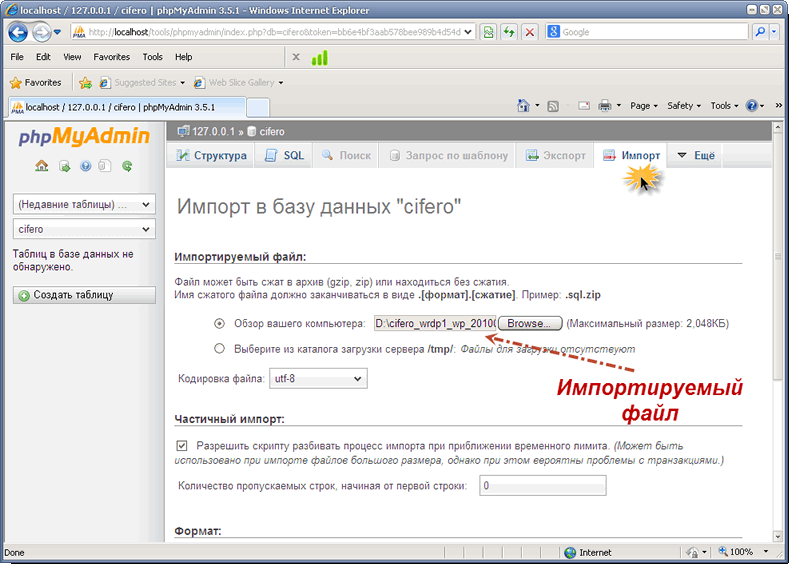 localhost / 127.0.0.1 / cifero | phpMyAdmin 3.5.1 - Windows Internet Explorer
http://localhost/tools/phpmyadmin/index.php?db=cifero&token=bb6e4bf3aab578bee989b4d54d
Google
File Edit View Favorites Tools Help
x
Favorites Suggested Sites Web Slice Gallery
localhost / 127.0.0.1 / cifero | phpMyAdmin 3.5.1
Page Safety Tools
phpMyAdmin
127.0.0.1 » cifero
Структура SQL Поиск Запрос по шаблону Экспорт Импорт Ещё
(Недавние таблицы) ...
cifero
Таблиц в базе данных не
обнаружено.
Создать таблицу
Импорт в базу данных "cifero"
Импортируемый файл:
Файл может быть сжат в архив (gzip, zip) или находиться без сжатия.
Имя сжатого файла должно заканчиваться в виде .[формат].[сжатие]. Пример: .sql.zip
Обзор вашего компьютера: D:\cifero_wrdp1_wp_2010 Browse... (Максимальный размер: 2,048КБ)
Выберите из каталога загрузки сервера /tmp/: Файлы для загрузки отсутствуют
Кодировка файла: utf-8
Импортируемый
файл
Частичный импорт:
Разрешить скрипту разбивать процесс импорта при приближении временного лимита. (Может быть
использовано при импорте файлов большого размера, однако при этом вероятны проблемы с транзакциями.)
Количество пропускаемых строк, начиная от первой строки: 0
Формат:
Done Internet 100%